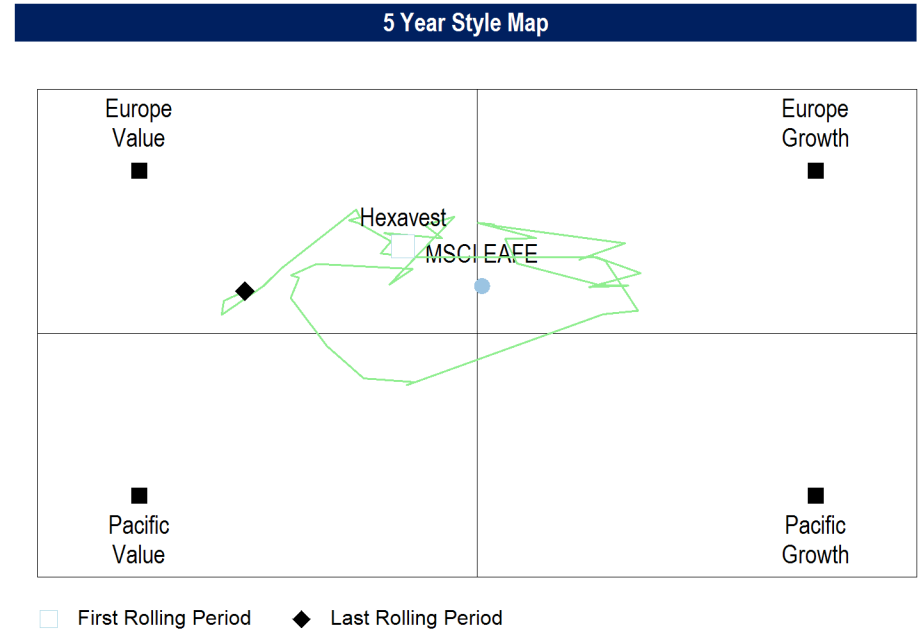 5 Year Style Map
Europe
Value
Europe
Growth
Hexavest
MSCI EAFE
Pacific
Value
Pacific
Growth
First Rolling Period
Last Rolling Period